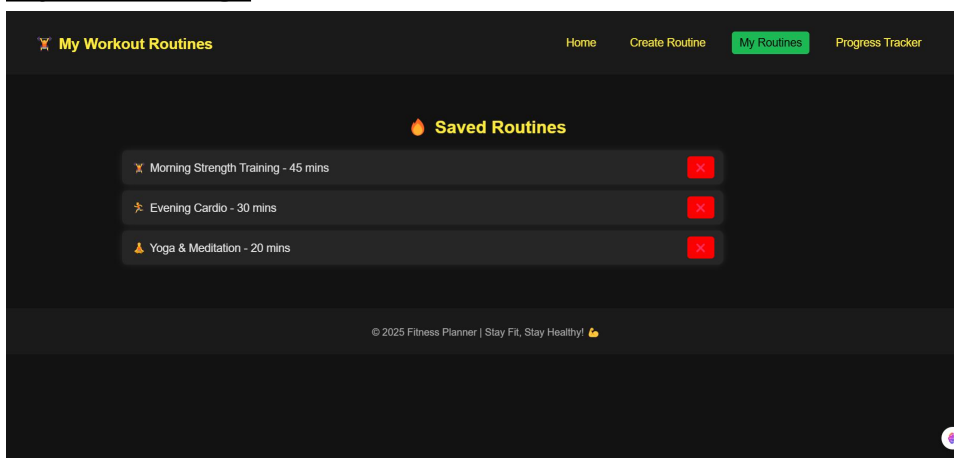 🏋️ My Workout Routines
Home Create Routine My Routines Progress Tracker
🔥 Saved Routines
🏋️ Morning Strength Training - 45 mins
🏃 Evening Cardio - 30 mins
🧘 Yoga & Meditation - 20 mins
© 2025 Fitness Planner | Stay Fit, Stay Healthy! 💪